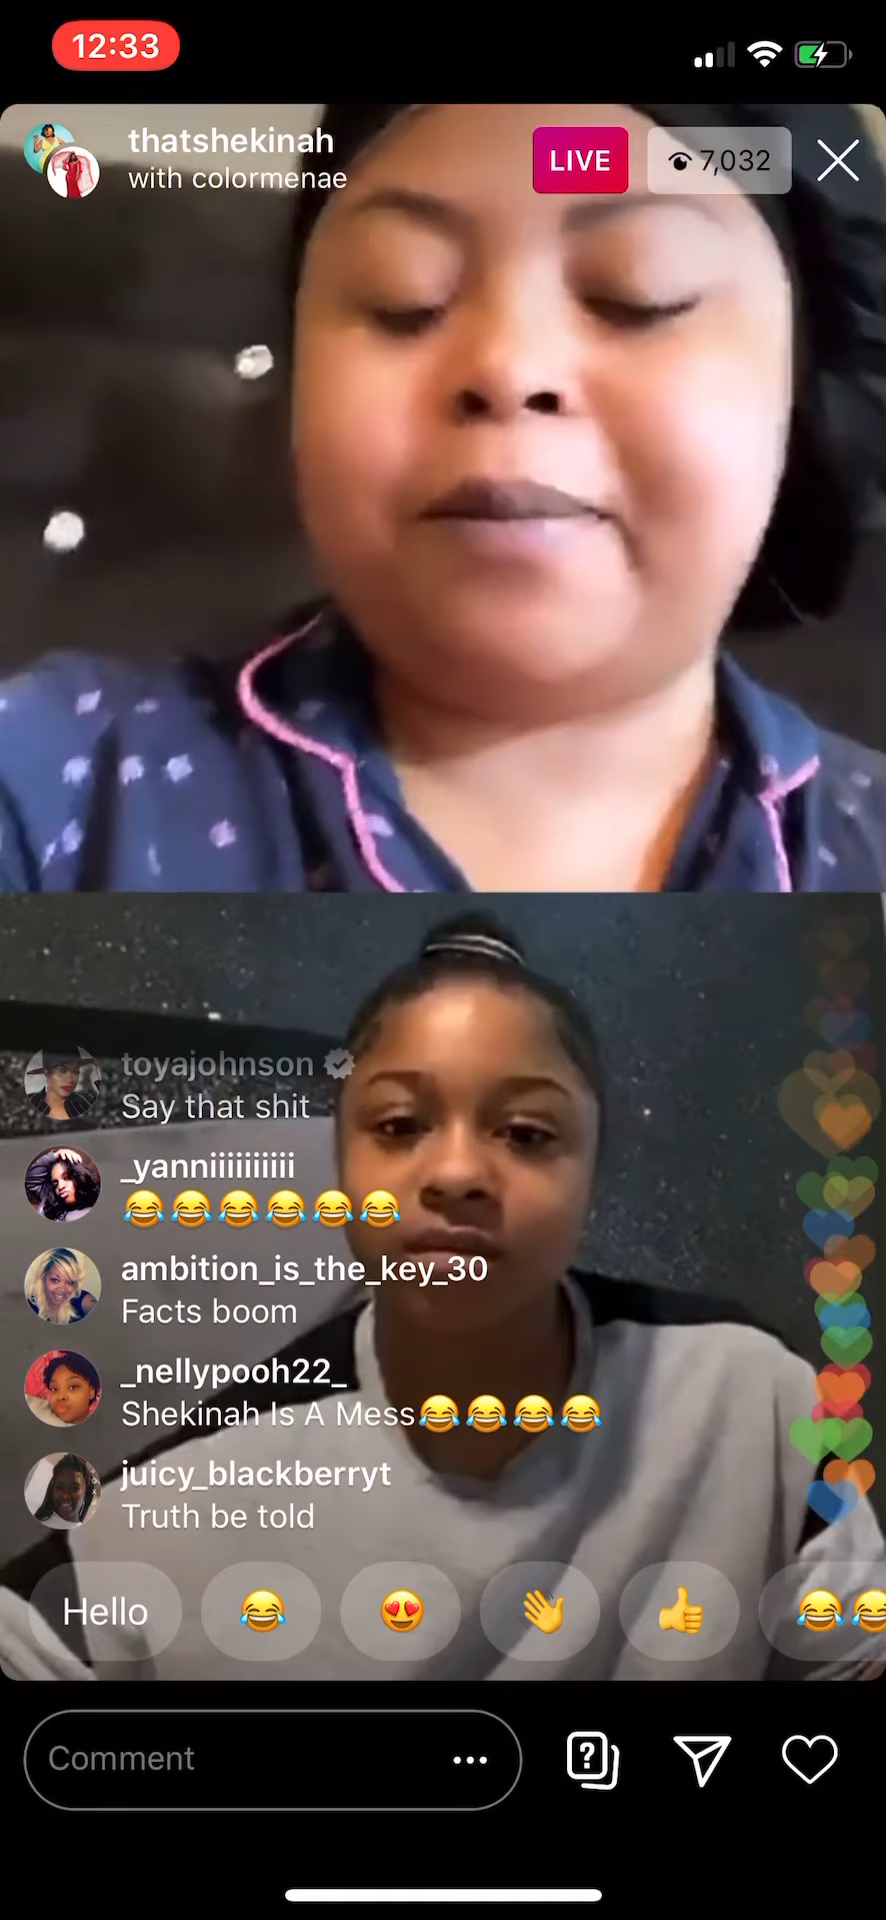 12:33
thatshekinah
with colormenae
LIVE
7,032
toyajohnson
Say that shit
_yanniiiiiiiiii
😂😂😂😂😂😂
ambition_is_the_key_30
Facts boom
_nellypooh22_
Shekinah Is A Mess😂😂😂😂
juicy_blackberryt
Truth be told
Hello 😂 😍 👋 👍 😂😂
Comment